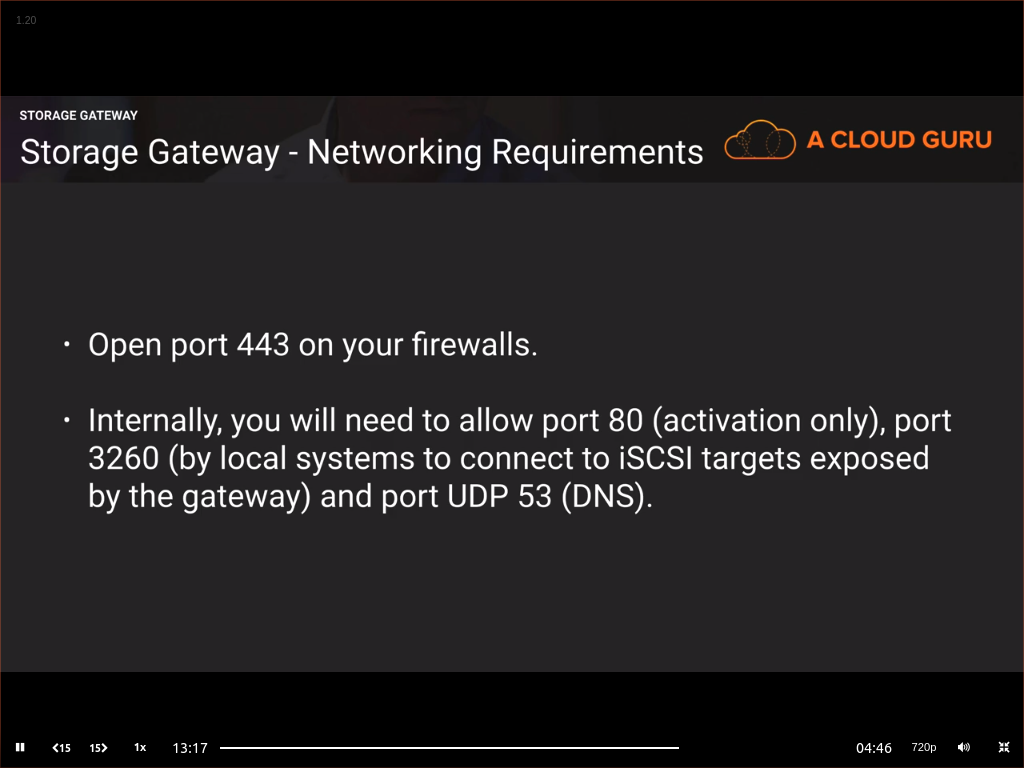 1.20
STORAGE GATEWAY
Storage Gateway - Networking Requirements
A CLOUD GURU
· Open port 443 on your firewalls.
· Internally, you will need to allow port 80 (activation only), port
3260 (by local systems to connect to iSCSI targets exposed
by the gateway) and port UDP 53 (DNS).
15 15 1x 13:17 04:46 720p